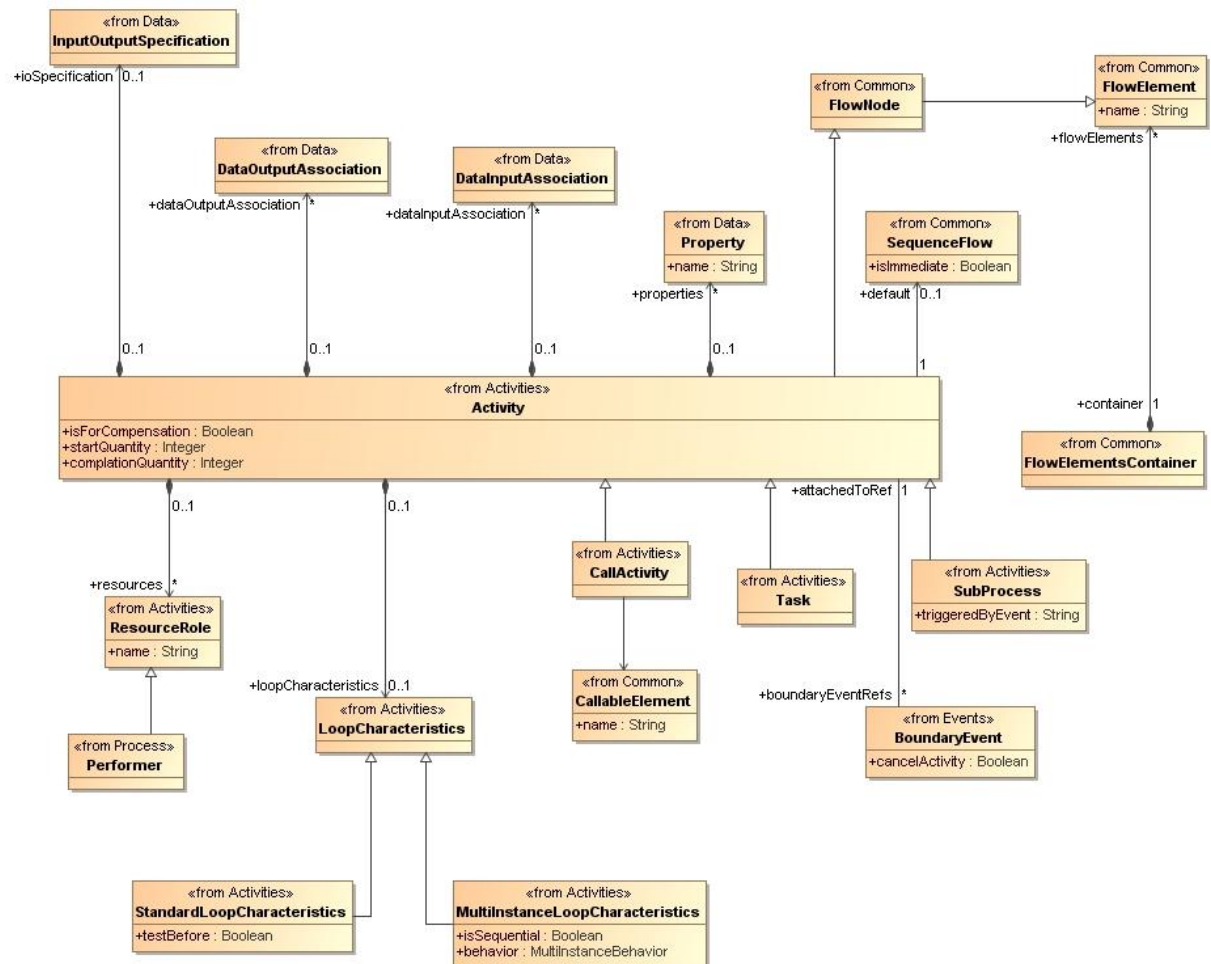 «from Data»
InputOutputSpecification
+ioSpecification 0..1
«from Common»
FlowNode
«from Common»
FlowElement
+name : String
+flowElements *
«from Data»
DataOutputAssociation
+dataOutputAssociation *
«from Data»
DataInputAssociation
+dataInputAssociation *
«from Data»
Property
+name : String
+properties *
«from Common»
SequenceFlow
+isImmediate : Boolean
+default 0..1
0..1
0..1
0..1
0..1
1
+container 1
«from Common»
FlowElementsContainer
«from Activities»
Activity
+isForCompensation : Boolean
+startQuantity : Integer
+complationQuantity : Integer
0..1
0..1
+attachedToRef 1
+resources *
«from Activities»
ResourceRole
+name : String
«from Activities»
CallActivity
«from Activities»
Task
«from Activities»
SubProcess
+triggeredByEvent : String
+loopCharacteristics 0..1
«from Activities»
LoopCharacteristics
«from Common»
CallableElement
+name : String
+boundaryEventRefs *
«from Events»
BoundaryEvent
+cancelActivity : Boolean
«from Process»
Performer
«from Activities»
StandardLoopCharacteristics
+testBefore : Boolean
«from Activities»
MultiInstanceLoopCharacteristics
+isSequential : Boolean
+behavior : MultiInstanceBehavior